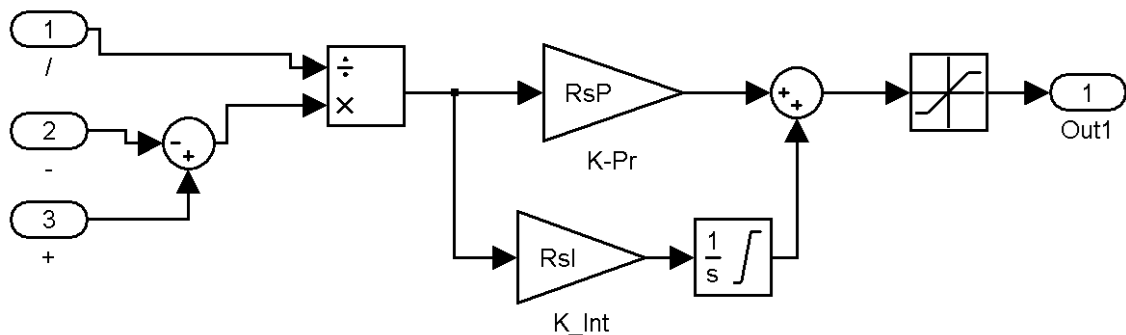 1
/
2
-
3
+
-
+
÷
×
RsP
K-Pr
RsI
K_Int
1
s
+
+
1
Out1